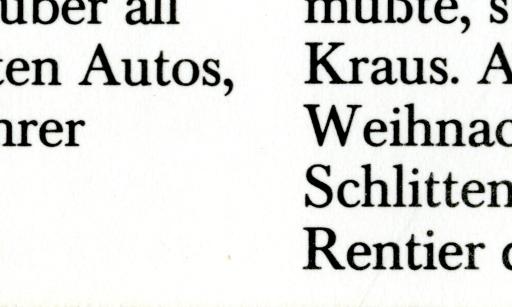 über all
ten Autos,
hrer
mußte, s
Kraus. A
Weihnac
Schlitten
Rentier